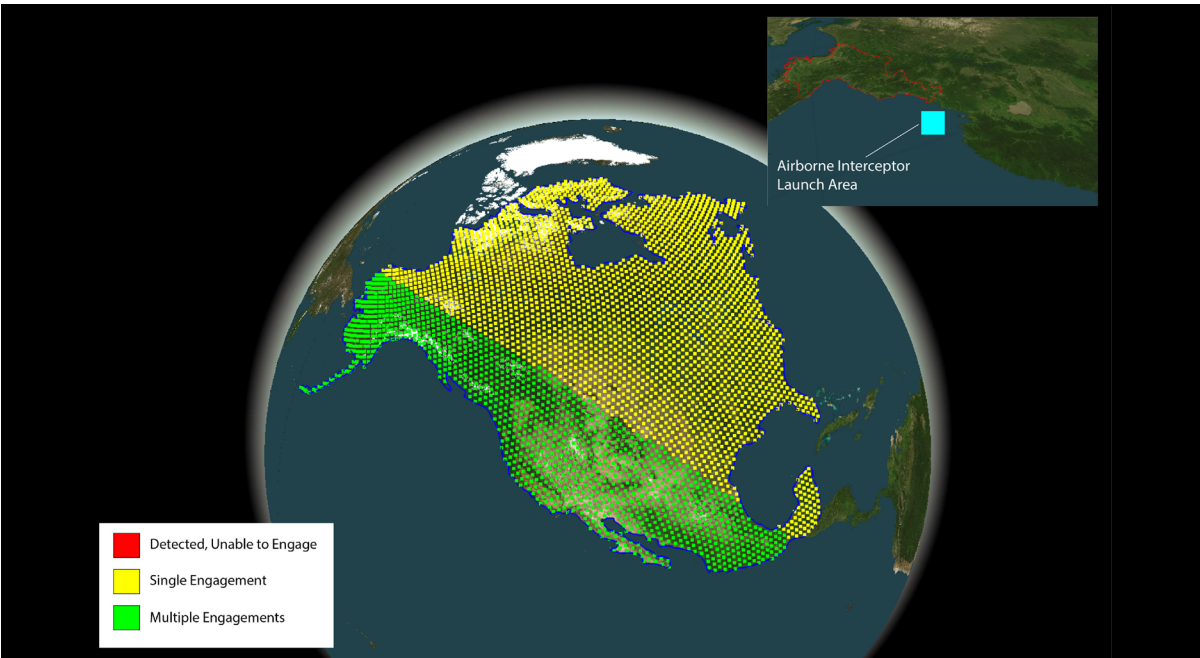 Airborne Interceptor
Launch Area
Detected, Unable to Engage
Single Engagement
Multiple Engagements